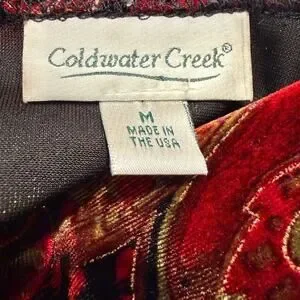 Coldwater Creek®
M
MADE IN
THE USA